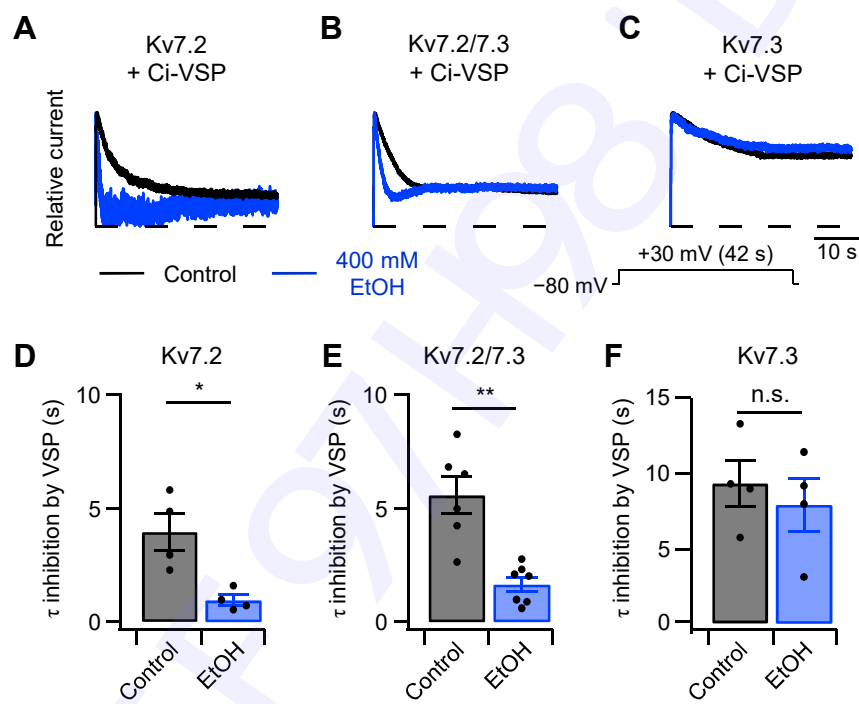 A
Kv7.2
+ Ci-VSP
B
Kv7.2/7.3
+ Ci-VSP
C
Kv7.3
+ Ci-VSP
Relative current
Control
400 mM
EtOH
10 s
+30 mV (42 s)
−80 mV
D
Kv7.2
τ inhibition by VSP (s)
10
5
0
*
Control
EtOH
E
Kv7.2/7.3
τ inhibition by VSP (s)
10
5
0
**
Control
EtOH
F
Kv7.3
τ inhibition by VSP (s)
15
10
5
0
n.s.
Control
EtOH